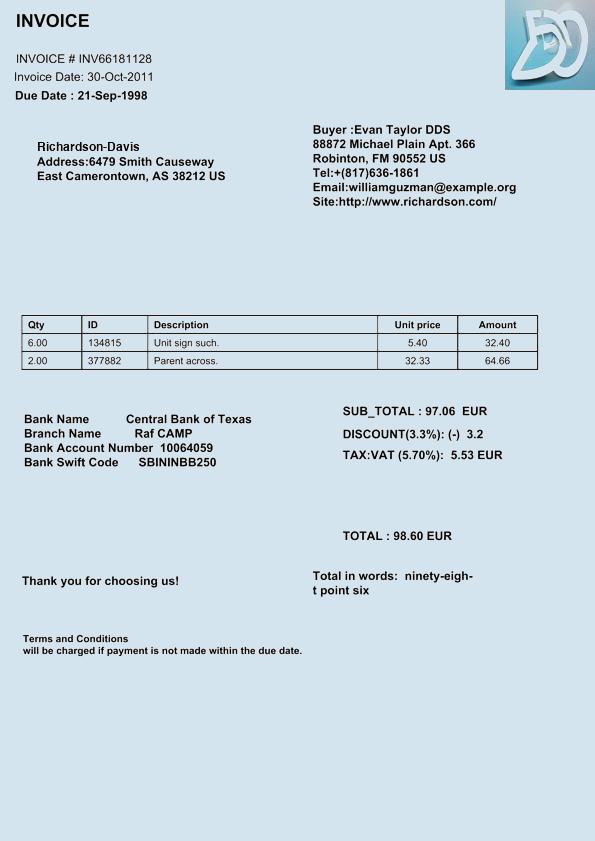 INVOICE
INVOICE # INV66181128
Invoice Date: 30-Oct-2011
Due Date : 21-Sep-1998
Richardson-Davis
Address:6479 Smith Causeway
East Camerontown, AS 38212 US
Buyer :Evan Taylor DDS
88872 Michael Plain Apt. 366
Robinton, FM 90552 US
Tel:+(817)636-1861
Email:williamguzman@example.org
Site:http://www.richardson.com/
Qty ID Description Unit price Amount
6.00 134815 Unit sign such. 5.40 32.40
2.00 377882 Parent across. 32.33 64.66
Bank Name Central Bank of Texas
Branch Name Raf CAMP
Bank Account Number 10064059
Bank Swift Code SBININBB250
SUB_TOTAL : 97.06 EUR
DISCOUNT(3.3%): (-) 3.2
TAX:VAT (5.70%): 5.53 EUR
TOTAL : 98.60 EUR
Thank you for choosing us!
Total in words: ninety-eigh-
t point six
Terms and Conditions
will be charged if payment is not made within the due date.